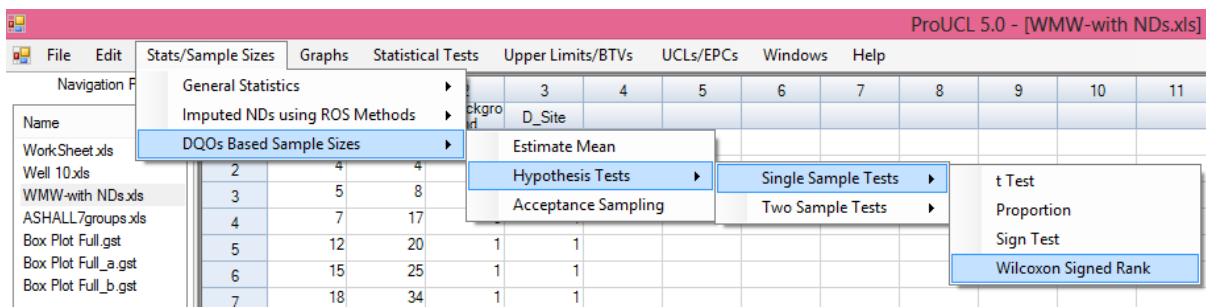 ProUCL 5.0 - [WMW-with NDs.xls]
File Edit Stats/Sample Sizes Graphs Statistical Tests Upper Limits/BTVs UCLs/EPCs Windows Help
Navigation P
Name
WorkSheet.xls
Well 10.xls
WMW-with NDs.xls
ASHALL7groups.xls
Box Plot Full.gst
Box Plot Full_a.gst
Box Plot Full_b.gst
General Statistics
Imputed NDs using ROS Methods
DQOs Based Sample Sizes
Estimate Mean
Hypothesis Tests
Acceptance Sampling
Single Sample Tests
Two Sample Tests
t Test
Proportion
Sign Test
Wilcoxon Signed Rank
3 4 5 6 7 8 9 10 11
ckgro D_Site
2 4 4
3 5 8
4 7 17
5 12 20 1 1
6 15 25 1 1
7 18 34 1 1